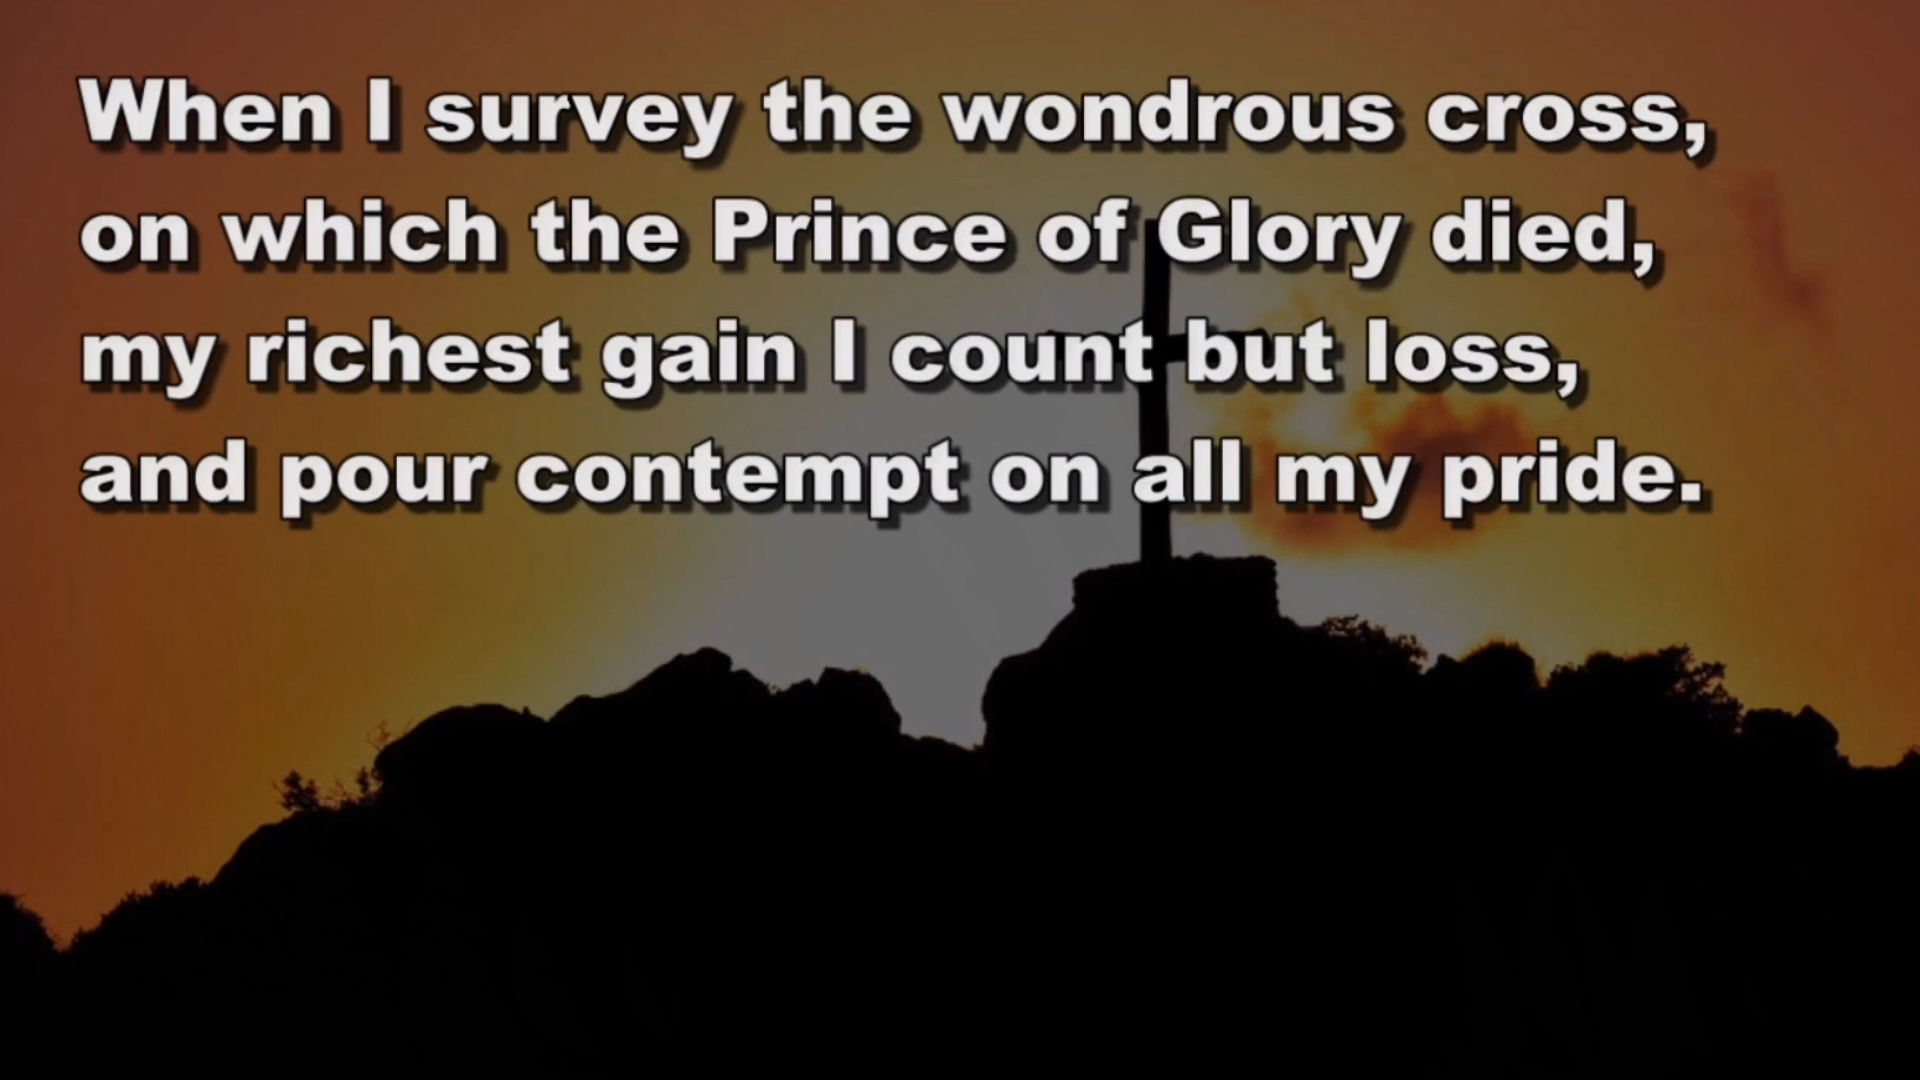 When I survey the wondrous cross,
on which the Prince of Glory died,
my richest gain I count but loss,
and pour contempt on all my pride.